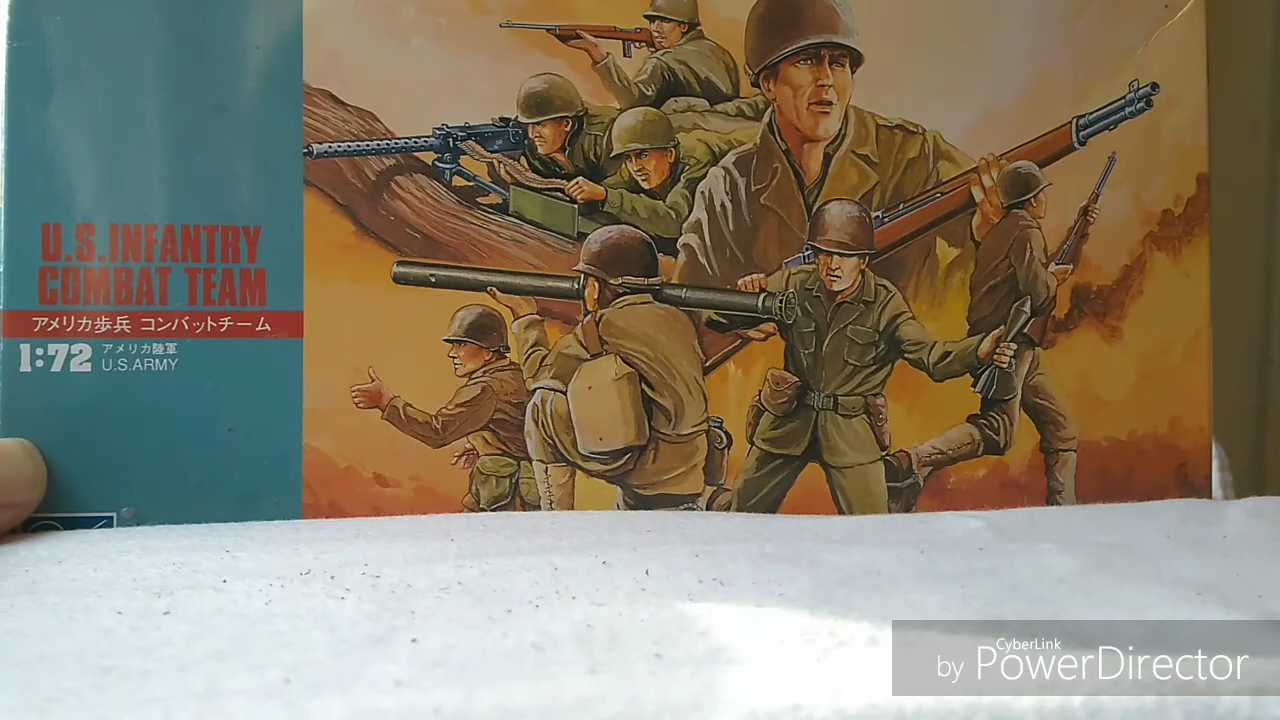 U.S.INFANTRY
COMBAT TEAM
アメリカ歩兵 コンバットチーム
1:72 アメリカ陸軍
U.S.ARMY
CyberLink
by PowerDirector